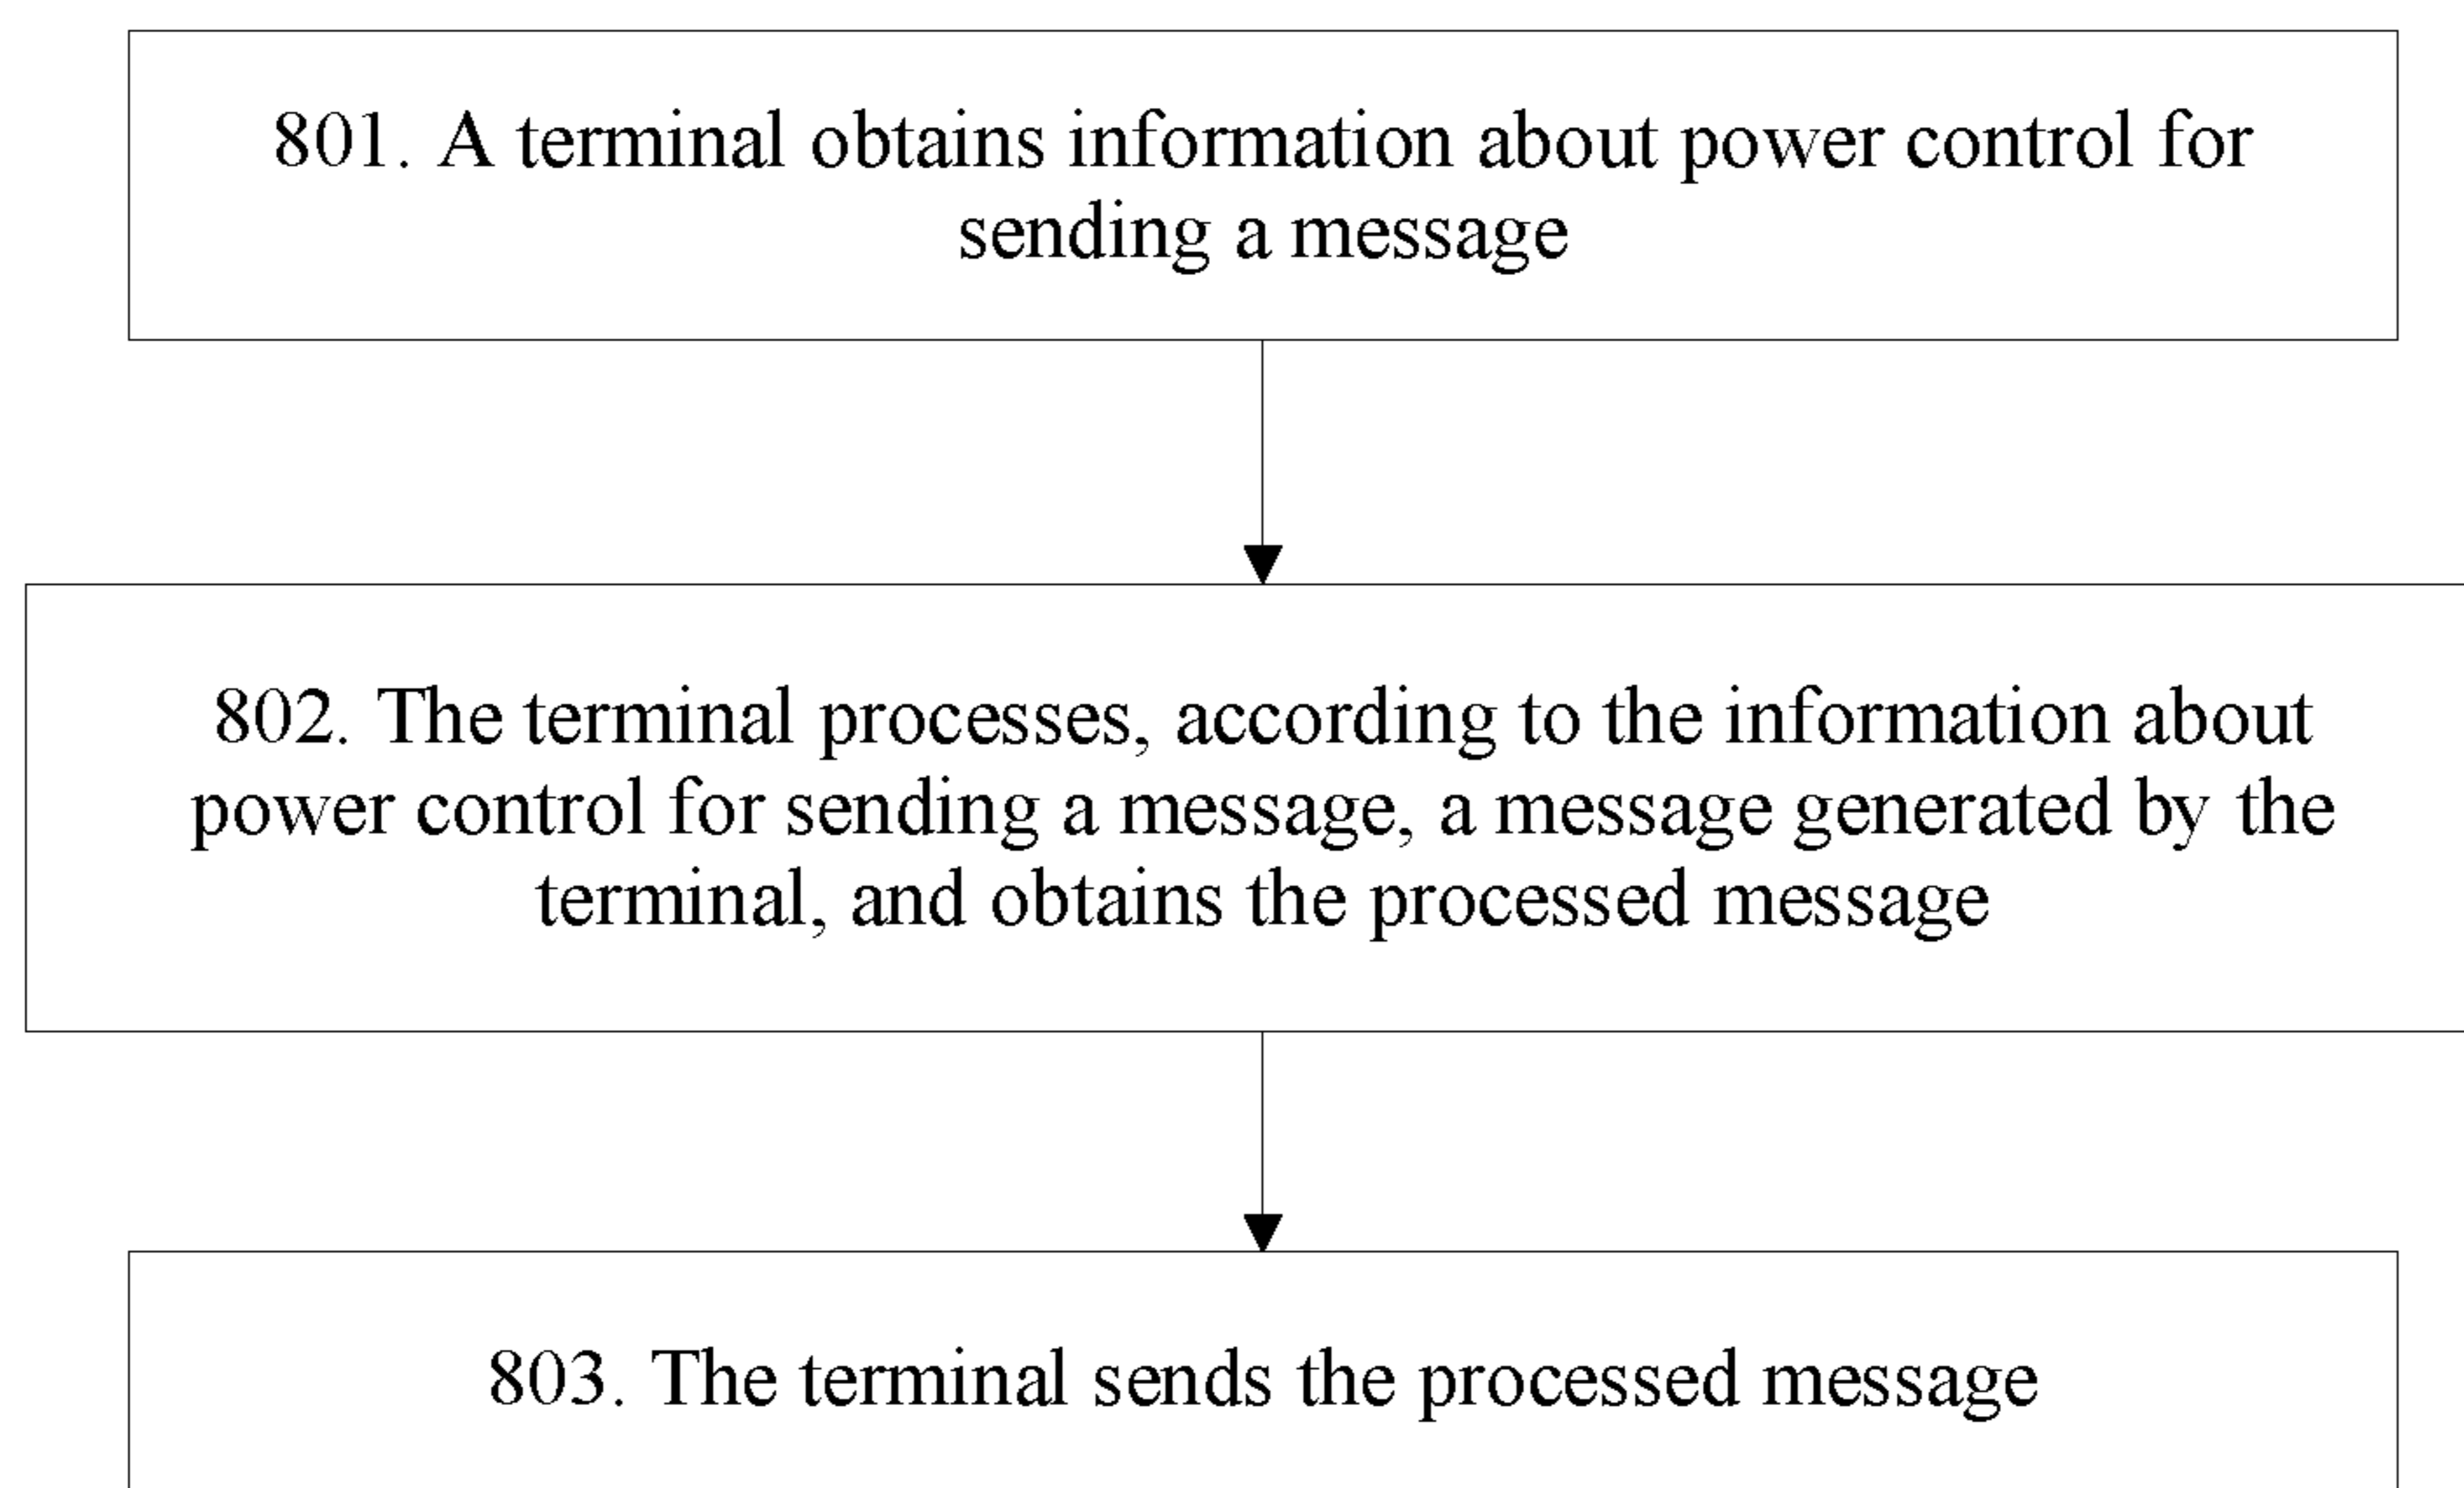 801. A terminal obtains information about power control for
sending a message
802. The terminal processes, according to the information about
power control for sending a message, a message generated by the
terminal, and obtains the processed message
803. The terminal sends the processed message